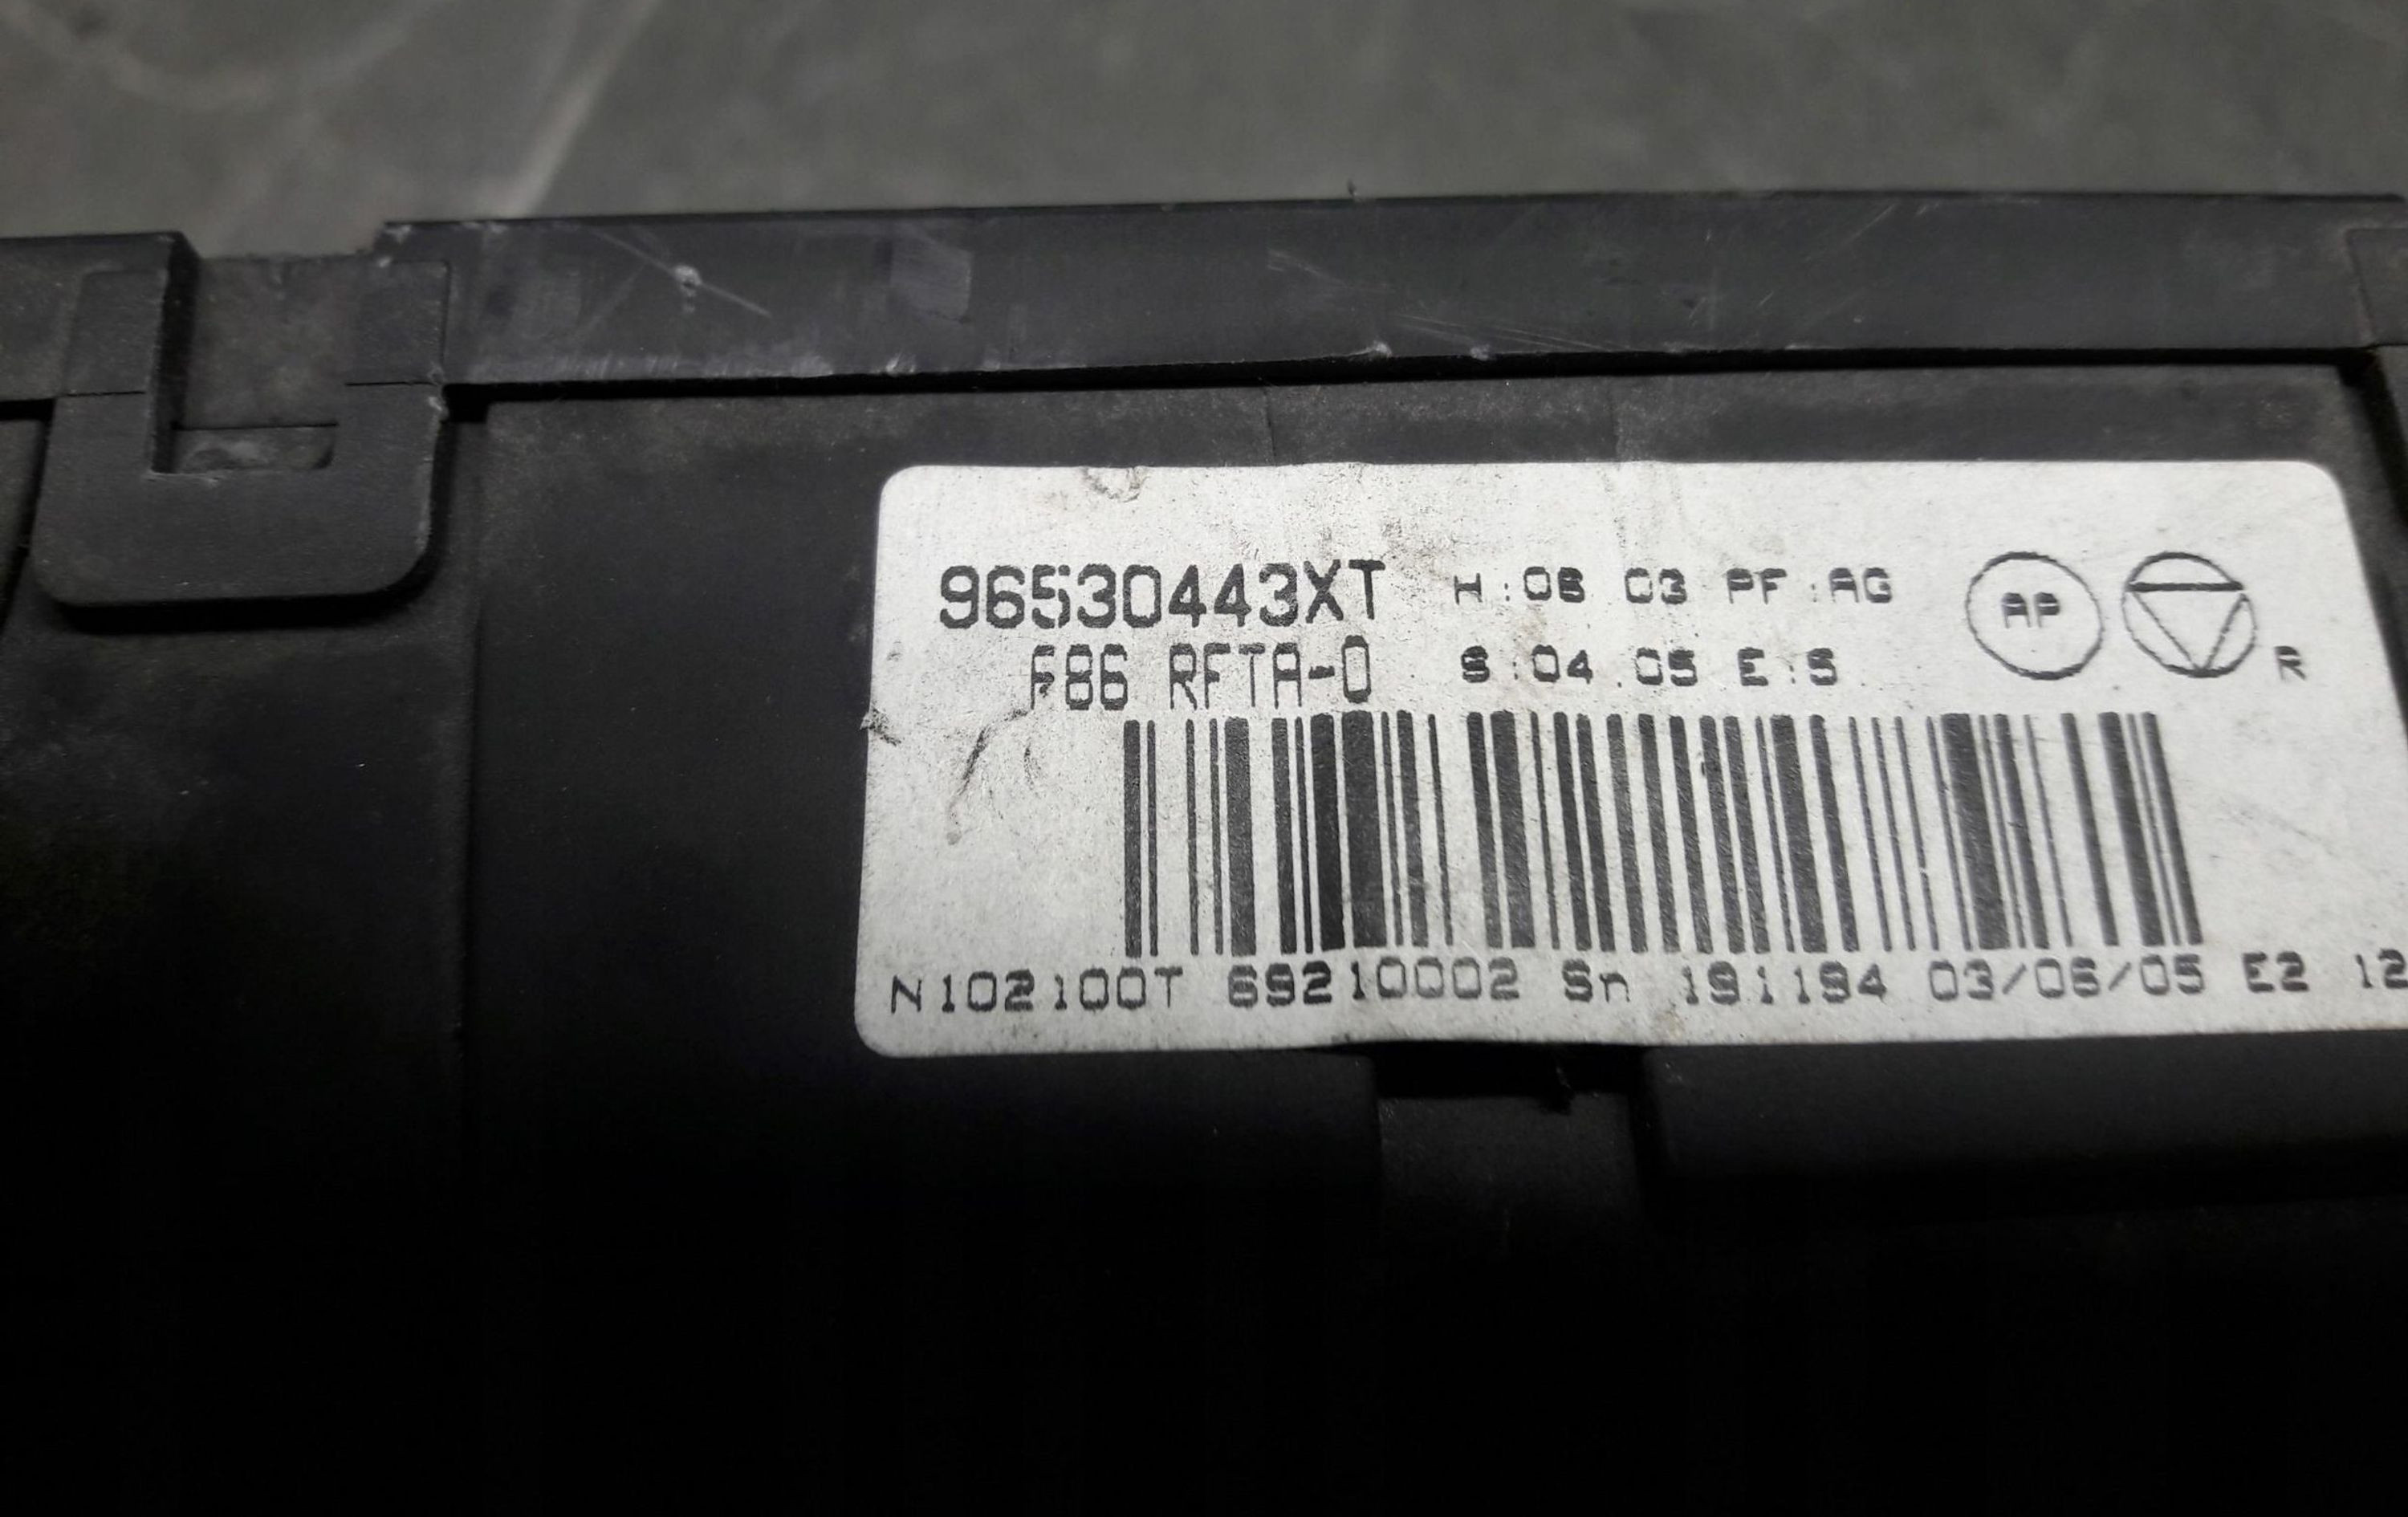 96530443XT H:06 03 PF:AG AP
F86 RFTA-0 S:04.05 E:5 R
N102100T 69210002 Sn 191194 03/06/05 E2 12